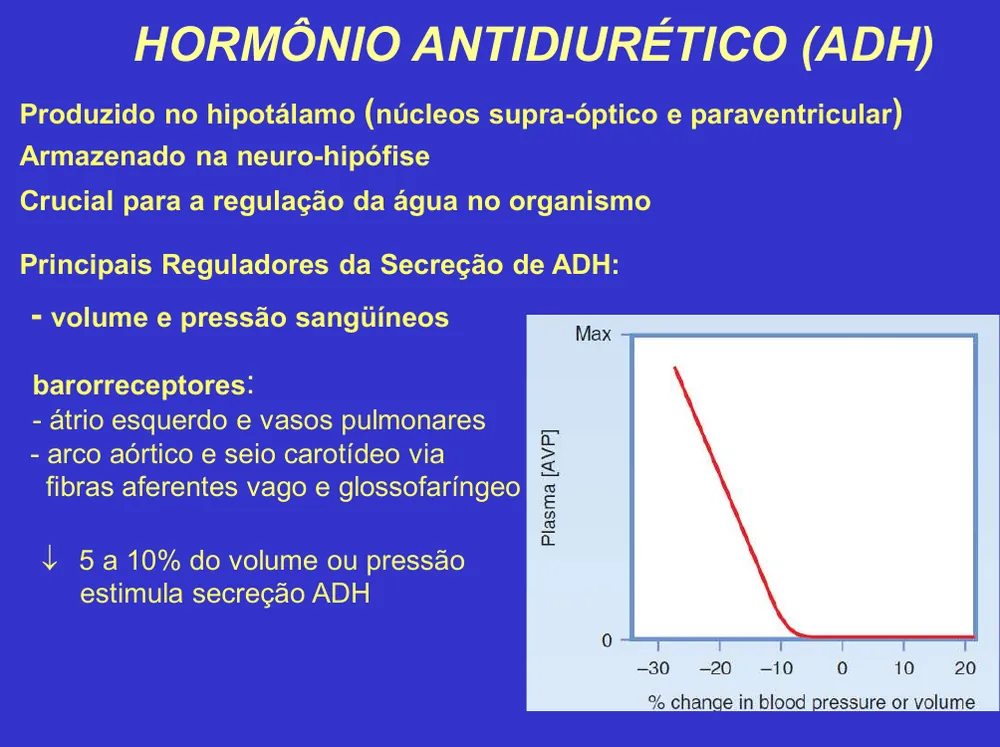 HORMÔNIO ANTIDIURÉTICO (ADH)
Produzido no hipotálamo (núcleos supra-óptico e paraventricular)
Armazenado na neuro-hipófise
Crucial para a regulação da água no organismo
Principais Reguladores da Secreção de ADH:
- volume e pressão sangüíneos
barorreceptores:
- átrio esquerdo e vasos pulmonares
- arco aórtico e seio carotídeo via
fibras aferentes vago e glossofaríngeo
↓ 5 a 10% do volume ou pressão
estimula secreção ADH
Max
Plasma [AVP]
0
–30 –20 –10 0 10 20
% change in blood pressure or volume